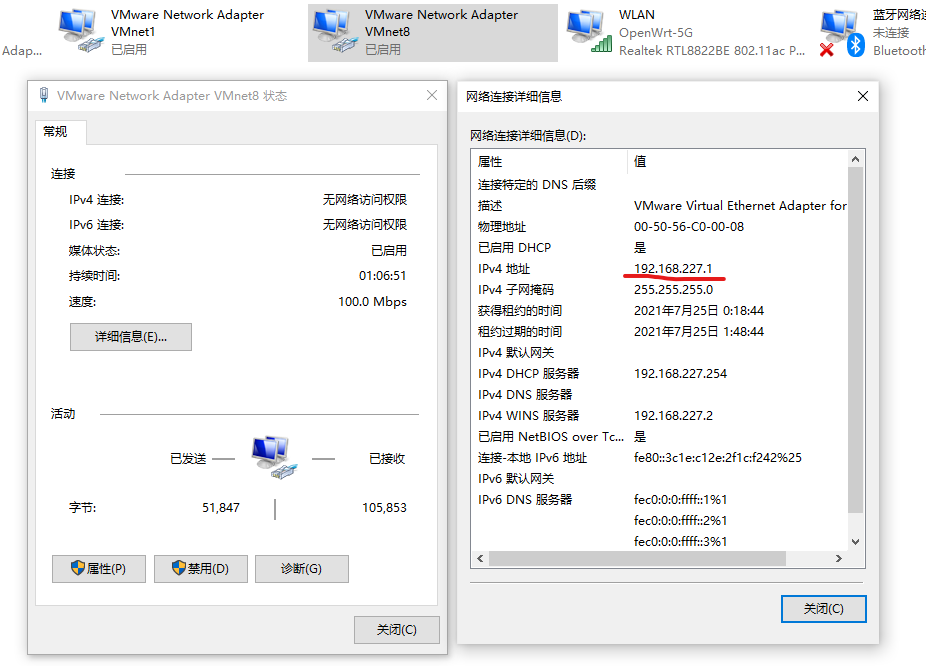 Adap...
VMware Network Adapter
VMnet1
已启用
VMware Network Adapter
VMnet8
已启用
WLAN
OpenWrt-5G
Realtek RTL8822BE 802.11ac P...
蓝牙网络连
未连接
Bluetooth
VMware Network Adapter VMnet8 状态
常规
连接
IPv4 连接: 无网络访问权限
IPv6 连接: 无网络访问权限
媒体状态: 已启用
持续时间: 01:06:51
速度: 100.0 Mbps
详细信息(E)...
活动
已发送 已接收
字节: 51,847 105,853
属性(P) 禁用(D) 诊断(G)
关闭(C)
网络连接详细信息
网络连接详细信息(D):
属性 值
连接特定的 DNS 后缀
描述 VMware Virtual Ethernet Adapter for
物理地址 00-50-56-C0-00-08
已启用 DHCP 是
IPv4 地址 192.168.227.1
IPv4 子网掩码 255.255.255.0
获得租约的时间 2021年7月25日 0:18:44
租约过期的时间 2021年7月25日 1:48:44
IPv4 默认网关
IPv4 DHCP 服务器 192.168.227.254
IPv4 DNS 服务器
IPv4 WINS 服务器 192.168.227.2
已启用 NetBIOS over Tc... 是
连接-本地 IPv6 地址 fe80::3c1e:c12e:2f1c:f242%25
IPv6 默认网关
IPv6 DNS 服务器 fec0:0:0:ffff::1%1
fec0:0:0:ffff::2%1
fec0:0:0:ffff::3%1
关闭(C)